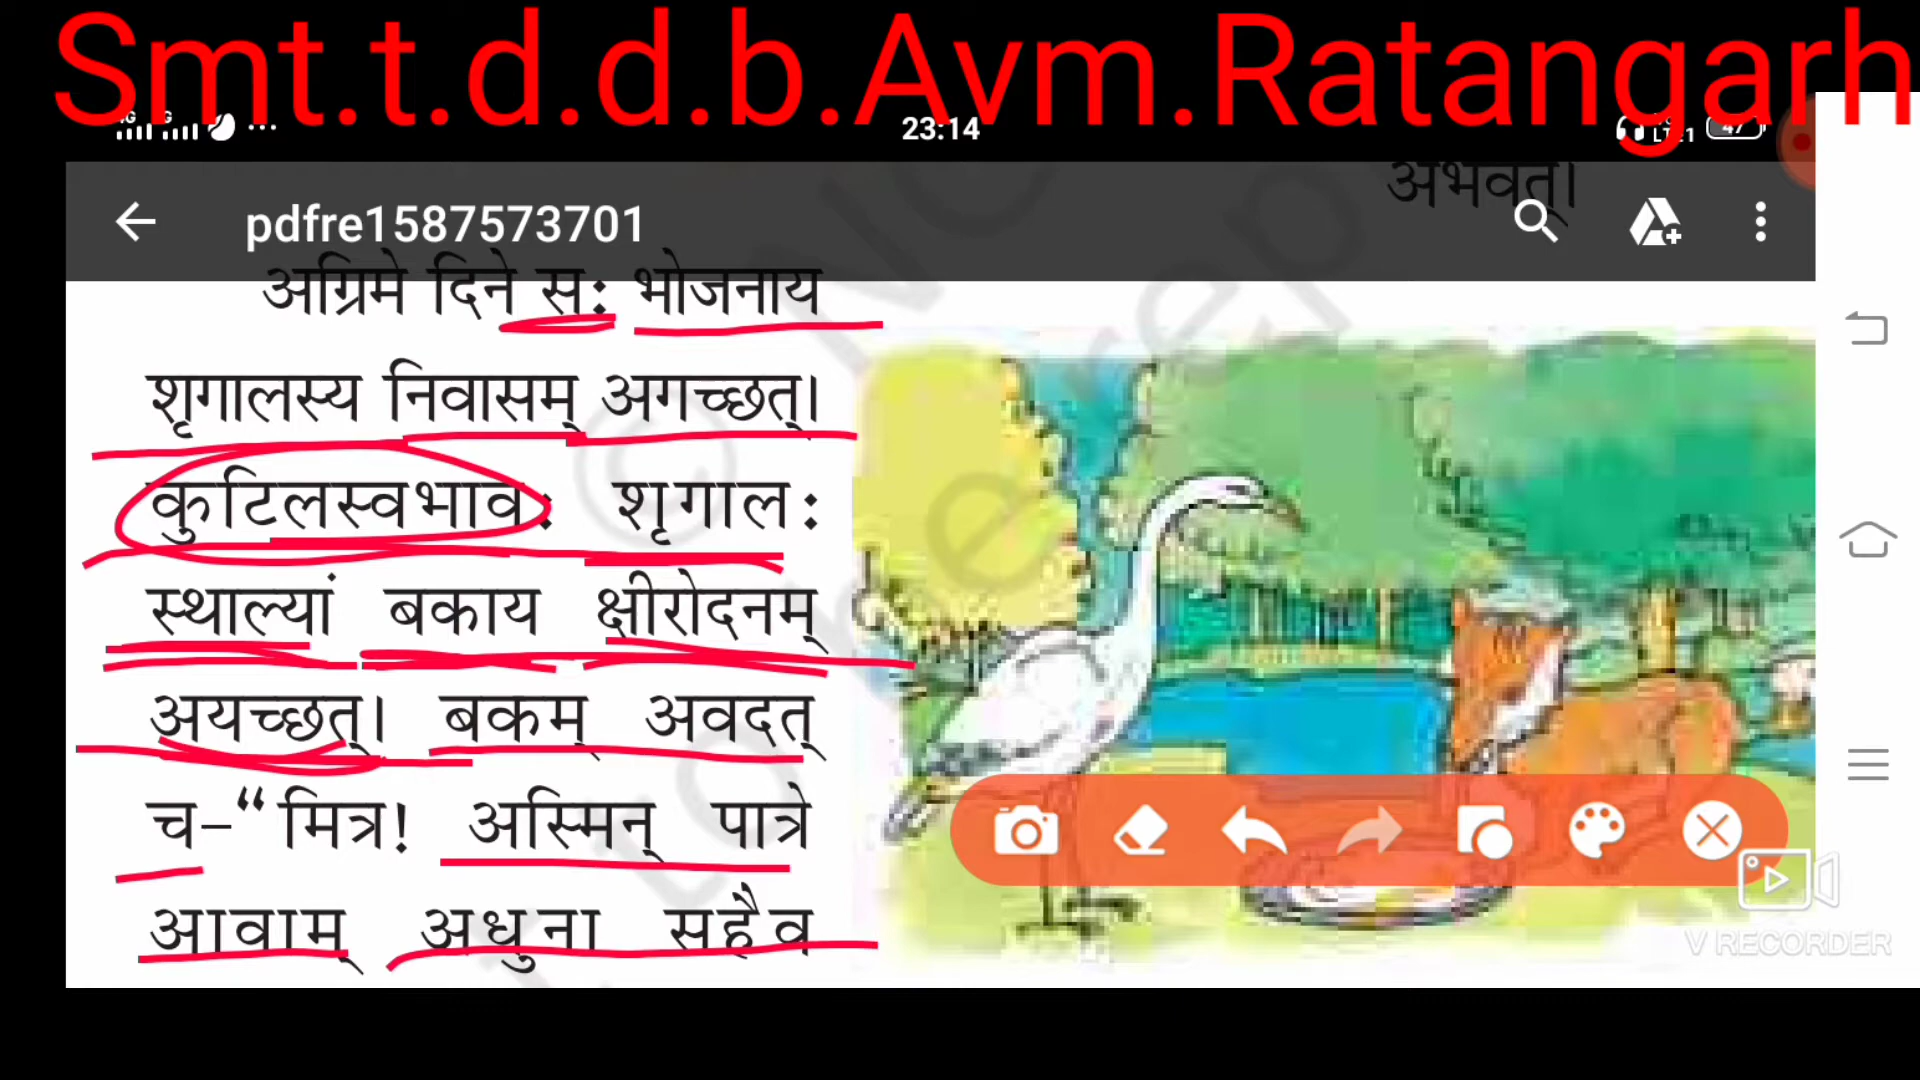 Smt.t.d.d.b.Avm.Ratangarh
23:14
अभवत्।
pdfre1587573701
अग्रिमे दिने सः भोजनाय
शृगालस्य निवासम् अगच्छत्।
कुटिलस्वभावः शृगालः
स्थाल्यां बकाय क्षीरोदनम्
अयच्छत्। बकम् अवदत्
च–“मित्र! अस्मिन् पात्रे
आवाम् अधुना सहैव
V RECORDER